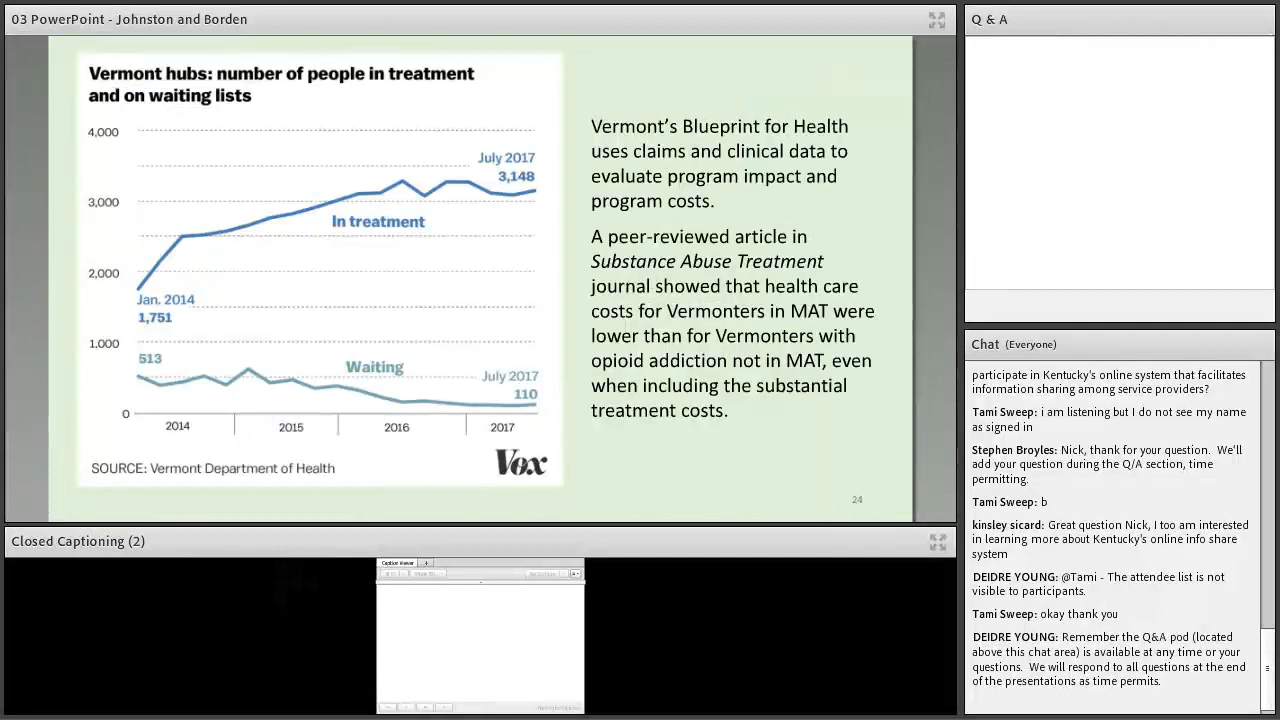 03 PowerPoint - Johnston and Borden
Vermont hubs: number of people in treatment
and on waiting lists
4,000
3,000
2,000
1,000
0
July 2017
3,148
In treatment
Jan. 2014
1,751
513
Waiting
July 2017
110
2014
2015
2016
2017
SOURCE: Vermont Department of Health
Vox
Vermont’s Blueprint for Health
uses claims and clinical data to
evaluate program impact and
program costs.
A peer-reviewed article in
Substance Abuse Treatment
journal showed that health care
costs for Vermonters in MAT were
lower than for Vermonters with
opioid addiction not in MAT, even
when including the substantial
treatment costs.
24
Closed Captioning (2)
Caption Viewer
Q & A
Chat (Everyone)
participate in Kentucky's online system that facilitates
information sharing among service providers?
Tami Sweep: i am listening but I do not see my name
as signed in
Stephen Broyles: Nick, thank for your question. We'll
add your question during the Q/A section, time
permitting.
Tami Sweep: b
kinsley sicard: Great question Nick, I too am interested
in learning more about Kentucky's online info share
system
DEIDRE YOUNG: @Tami - The attendee list is not
visible to participants.
Tami Sweep: okay thank you
DEIDRE YOUNG: Remember the Q&A pod (located
above this chat area) is available at any time or your
questions. We will respond to all questions at the end
of the presentations as time permits.